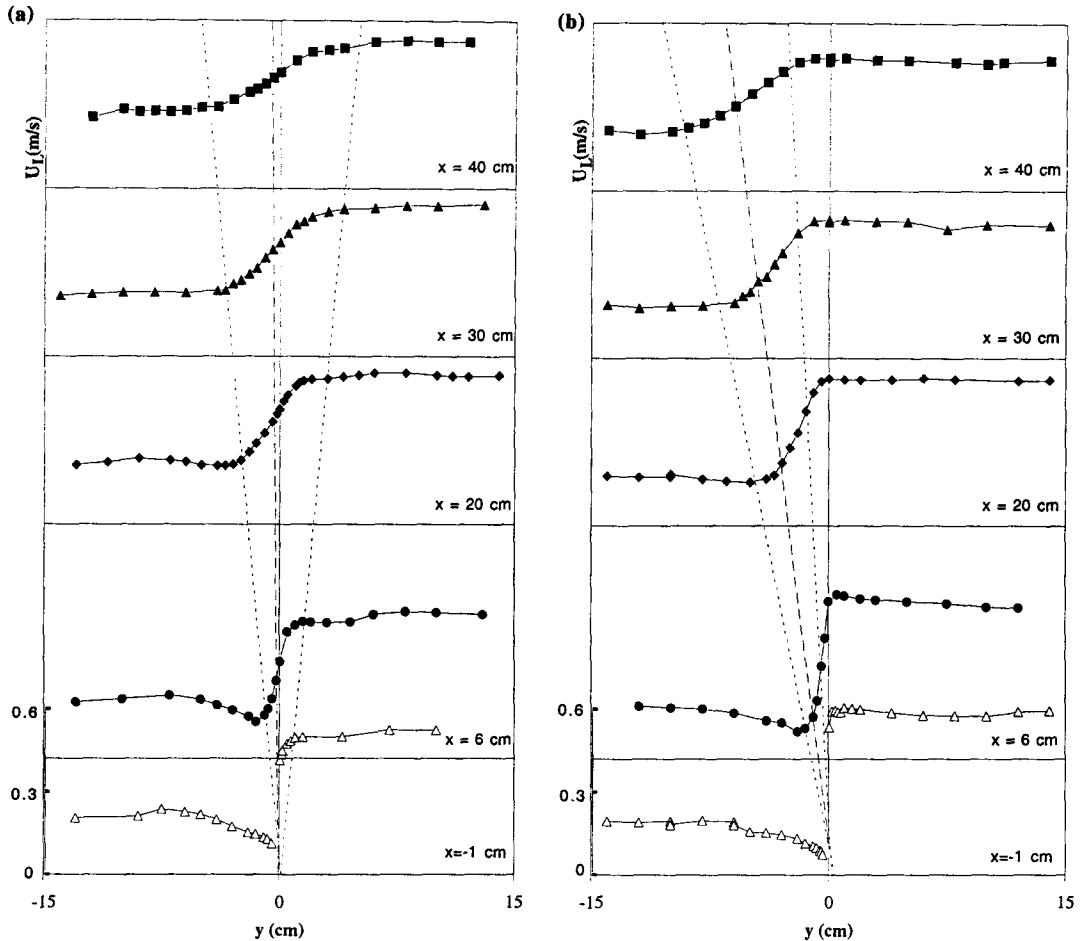 (a)
U_L(m/s)
x = 40 cm
x = 30 cm
x = 20 cm
0.6
x = 6 cm
0.3
x=-1 cm
0
-15 0 15
y (cm)
(b)
U_L(m/s)
x = 40 cm
x = 30 cm
x = 20 cm
0.6
x = 6 cm
0.3
x=-1 cm
0
-15 0 15
y (cm)